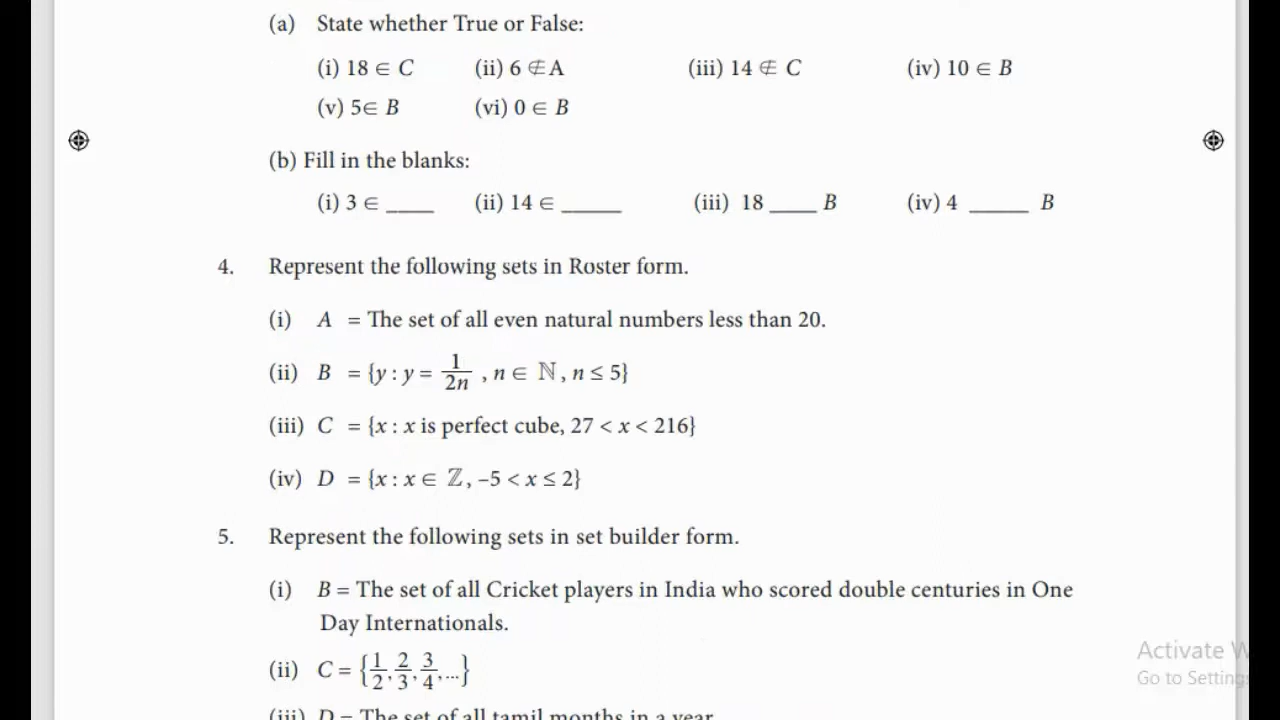 (a) State whether True or False:
(i) 18 ∈ C (ii) 6 ∉ A (iii) 14 ∉ C (iv) 10 ∈ B
(v) 5∈ B (vi) 0 ∈ B
(b) Fill in the blanks:
(i) 3 ∈ ____ (ii) 14 ∈ _____ (iii) 18 ____ B (iv) 4 _____ B
4. Represent the following sets in Roster form.
(i) A = The set of all even natural numbers less than 20.
(ii) B = {y : y = 1/2n , n ∈ ℕ, n ≤ 5}
(iii) C = {x : x is perfect cube, 27 < x < 216}
(iv) D = {x : x ∈ ℤ, –5 < x ≤ 2}
5. Represent the following sets in set builder form.
(i) B = The set of all Cricket players in India who scored double centuries in One
Day Internationals.
(ii) C = {1/2, 2/3, 3/4, ...}
(iii) D = The set of all tamil months in a year
Activate W
Go to Settings